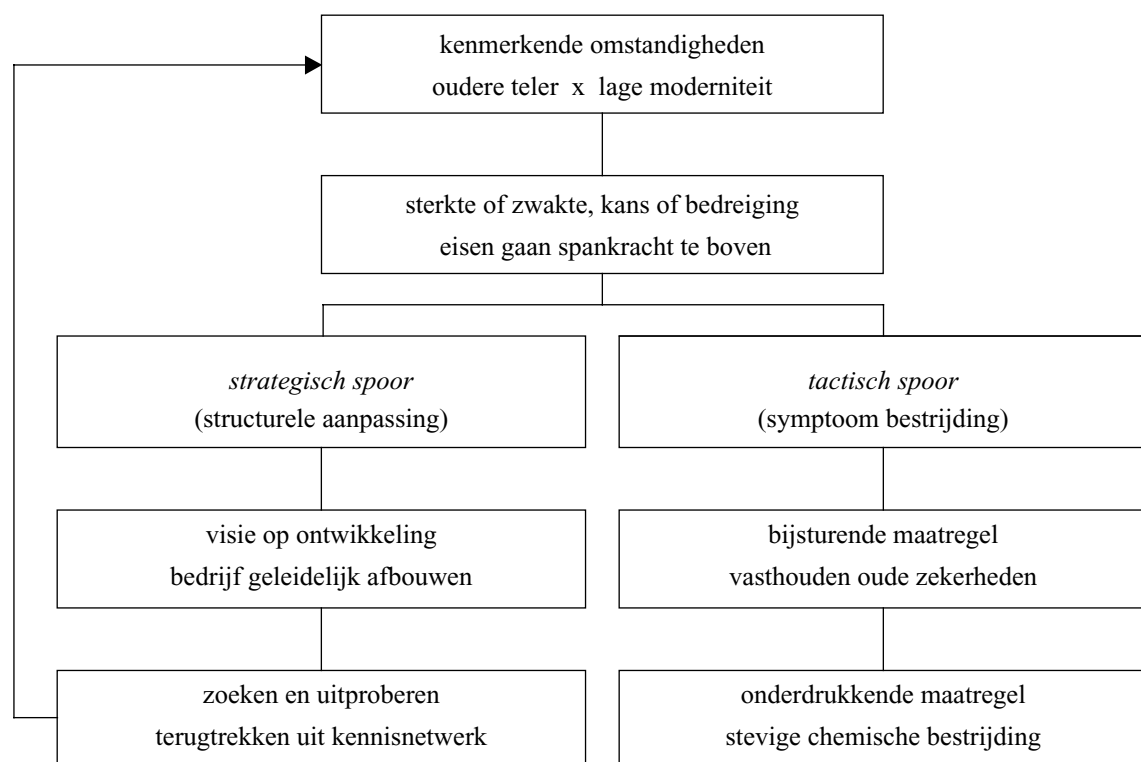 kenmerkende omstandigheden
oudere teler x lage moderniteit
sterkte of zwakte, kans of bedreiging
eisen gaan spankracht te boven
strategisch spoor
(structurele aanpassing)
tactisch spoor
(symptoom bestrijding)
visie op ontwikkeling
bedrijf geleidelijk afbouwen
bijsturende maatregel
vasthouden oude zekerheden
zoeken en uitproberen
terugtrekken uit kennisnetwerk
onderdrukkende maatregel
stevige chemische bestrijding